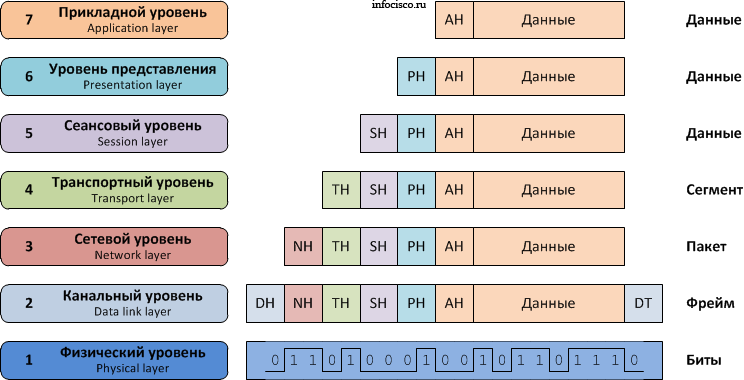 infocisco.ru
7 Прикладной уровень AH Данные Данные
Application layer
6 Уровень представления PH AH Данные Данные
Presentation layer
5 Сеансовый уровень SH PH AH Данные Данные
Session layer
4 Транспортный уровень TH SH PH AH Данные Сегмент
Transport layer
3 Сетевой уровень NH TH SH PH AH Данные Пакет
Network layer
2 Канальный уровень DH NH TH SH PH AH Данные DT Фрейм
Data link layer
1 Физический уровень 0 1 1 0 1 0 0 0 1 0 0 1 0 1 1 0 1 1 1 0 Биты
Physical layer